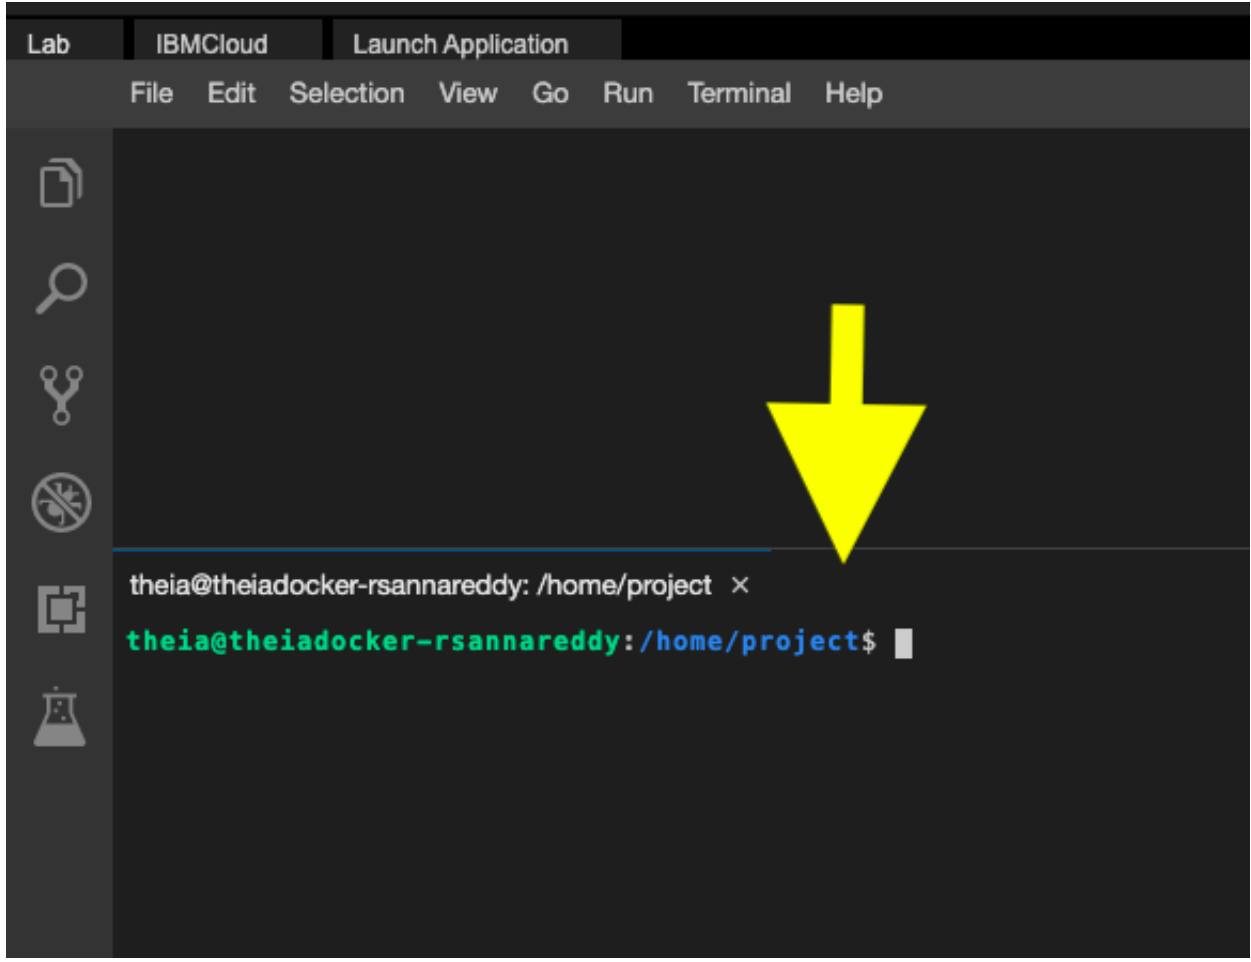 Lab IBMCloud Launch Application
File Edit Selection View Go Run Terminal Help
theia@theiadocker-rsannareddy: /home/project ×
theia@theiadocker-rsannareddy:/home/project$